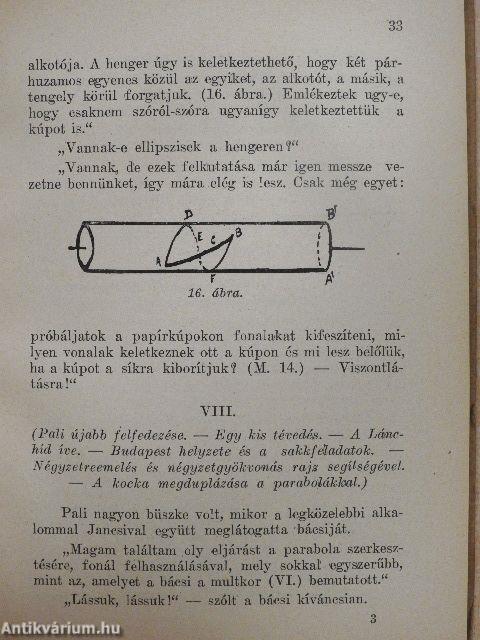 33
alkotója. A henger úgy is keletkeztethető, hogy két pár-
huzamos egyenes közül az egyiket, az alkotót, a másik, a
tengely körül forgatjuk. (16. ábra.) Emlékeztek ugy-e,
hogy csaknem szóról-szóra ugyanígy keletkeztettük a
kúpot is."
„Vannak-e ellipszisek a hengeren?"
„Vannak, de ezek felkutatása már igen messze ve-
zetne bennünket, így mára elég is lesz. Csak még egyet:
D
B'
E
C
B
A
F
A'
16. ábra.
próbáljatok a papírkúpokon fonalakat kifeszíteni, mi-
lyen vonalak keletkeznek ott a kúpon és mi lesz belőlük,
ha a kúpot a síkra kiborítjuk? (M. 14.) — Viszontlá-
tásra!"
VIII.
(Pali újabb felfedezése. — Egy kis tévedés. — A Lánc-
híd íve. — Budapest helyzete és a sakkfeladatok. —
Négyzetreemelés és négyzetgyökvonás rajz segítségével.
— A kocka megduplázása a parabolákkal.)
Pali nagyon büszke volt, mikor a legközelebbi alka-
lommal Jancsival együtt meglátogatta bácsiját.
„Magam találtam oly eljárást a parabola szerkesz-
tésére, fonál felhasználásával, mely sokkal egyszerűbb,
mint az, amelyet a bácsi a multkor (VI.) bemutatott."
„Lássuk, lássuk!" — szólt a bácsi kíváncsian.
3
Antikvárium.hu